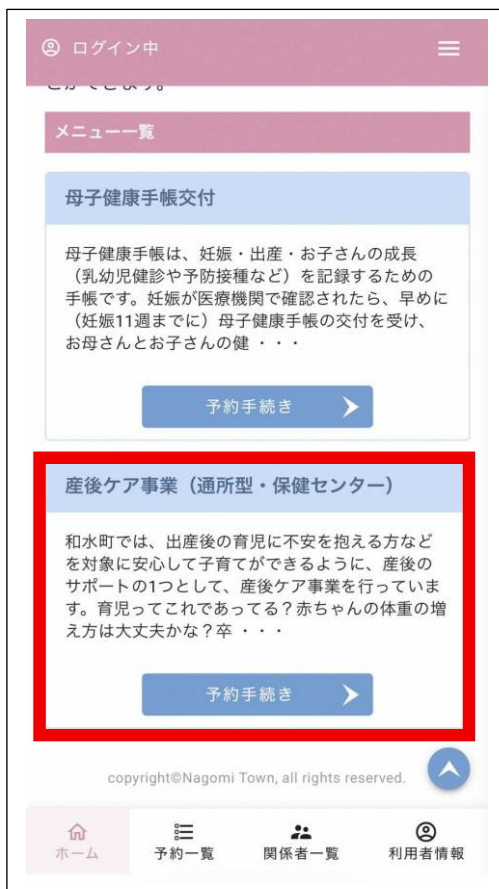 ログイン中
とができます。
メニュー一覧
母子健康手帳交付
母子健康手帳は、妊娠・出産・お子さんの成長
（乳幼児健診や予防接種など）を記録するための
手帳です。妊娠が医療機関で確認されたら、早めに
（妊娠11週までに）母子健康手帳の交付を受け、
お母さんとお子さんの健・・・
予約手続き
産後ケア事業（通所型・保健センター）
和水町では、出産後の育児に不安を抱える方など
を対象に安心して子育てができるように、産後の
サポートの1つとして、産後ケア事業を行っていま
す。育児ってこれであってる？赤ちゃんの体重の増
え方は大丈夫かな？卒・・・
予約手続き
copyright©Nagomi Town, all rights reserved.
ホーム
予約一覧
関係者一覧
利用者情報